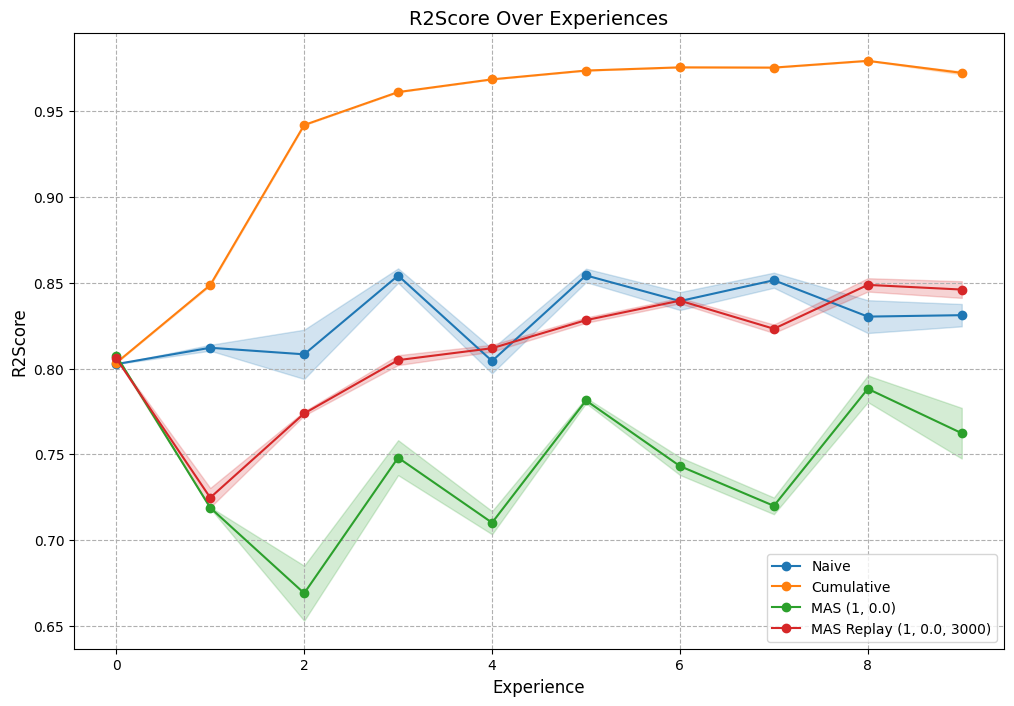 R2Score Over Experiences
R2Score
0.95
0.90
0.85
0.80
0.75
0.70
0.65
0
2
4
6
8
Experience
Naive
Cumulative
MAS (1, 0.0)
MAS Replay (1, 0.0, 3000)